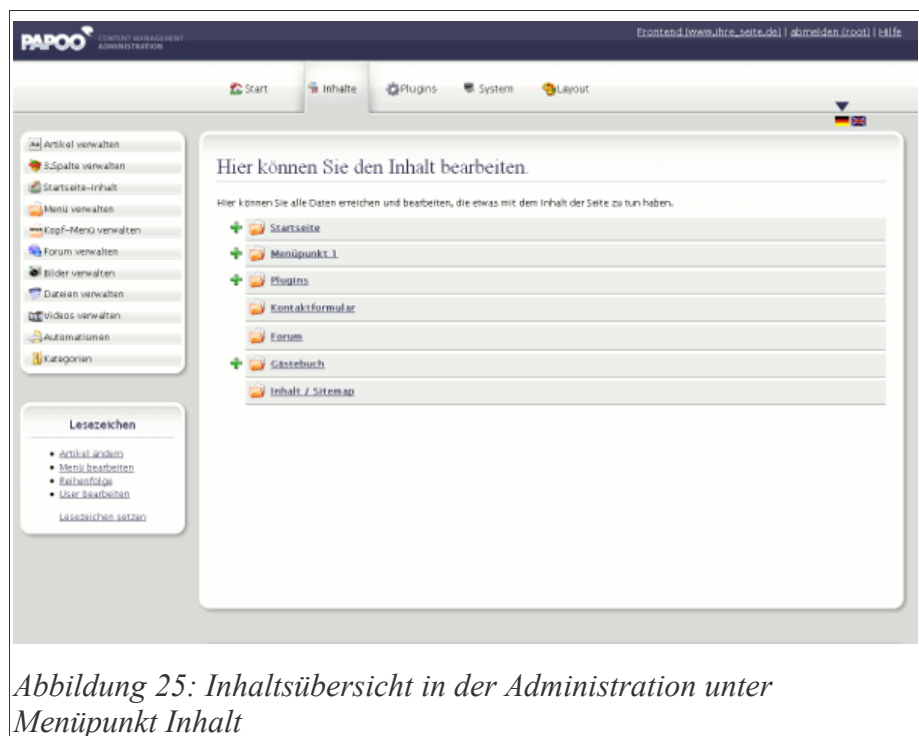 PAPOO CONTENT MANAGEMENT
ADMINISTRATION
Frontend [www.ihre_seite.de] | abmelden (root) | Hilfe
Start Inhalte Plugins System Layout
Artikel verwalten
3.Spalte verwalten
Startseite-Inhalt
Menü verwalten
Kopf-Menü verwalten
Forum verwalten
Bilder verwalten
Dateien verwalten
Videos verwalten
Automatismen
Kategorien
Lesezeichen
Artikel ändern
Menü bearbeiten
Reihenfolge
User bearbeiten
Lesezeichen setzen
Hier können Sie den Inhalt bearbeiten.
Hier können Sie alle Daten erreichen und bearbeiten, die etwas mit dem Inhalt der Seite zu tun haben.
Startseite
Menüpunkt 1
Plugins
Kontaktformular
Forum
Gästebuch
Inhalt / Sitemap
Abbildung 25: Inhaltsübersicht in der Administration unter
Menüpunkt Inhalt